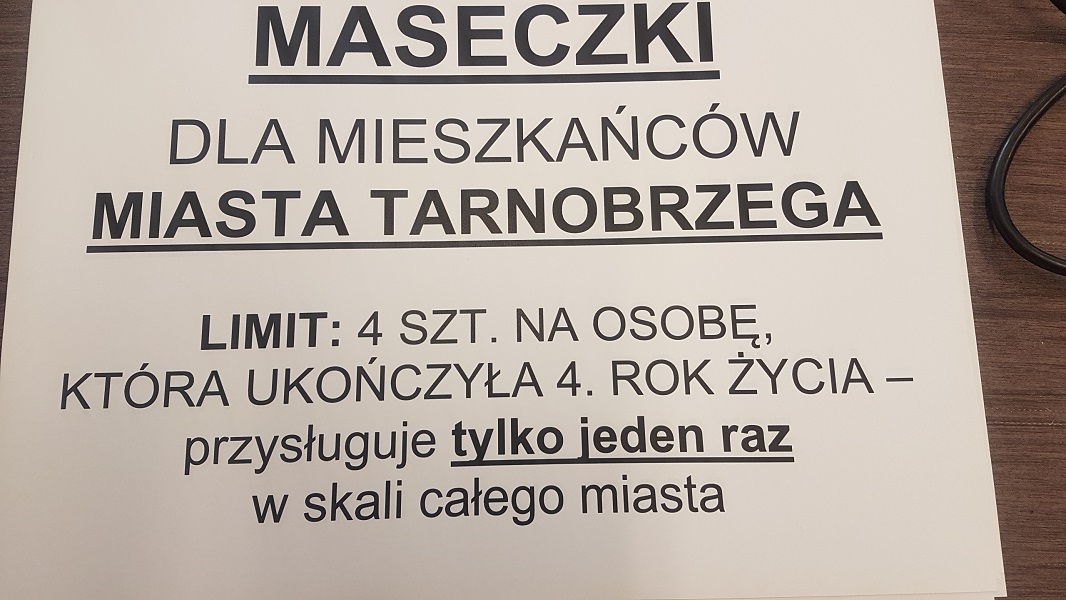 MASECZKI
DLA MIESZKAŃCÓW
MIASTA TARNOBRZEGA
LIMIT: 4 SZT. NA OSOBĘ,
KTÓRA UKOŃCZYŁA 4. ROK ŻYCIA –
przysługuje tylko jeden raz
w skali całego miasta